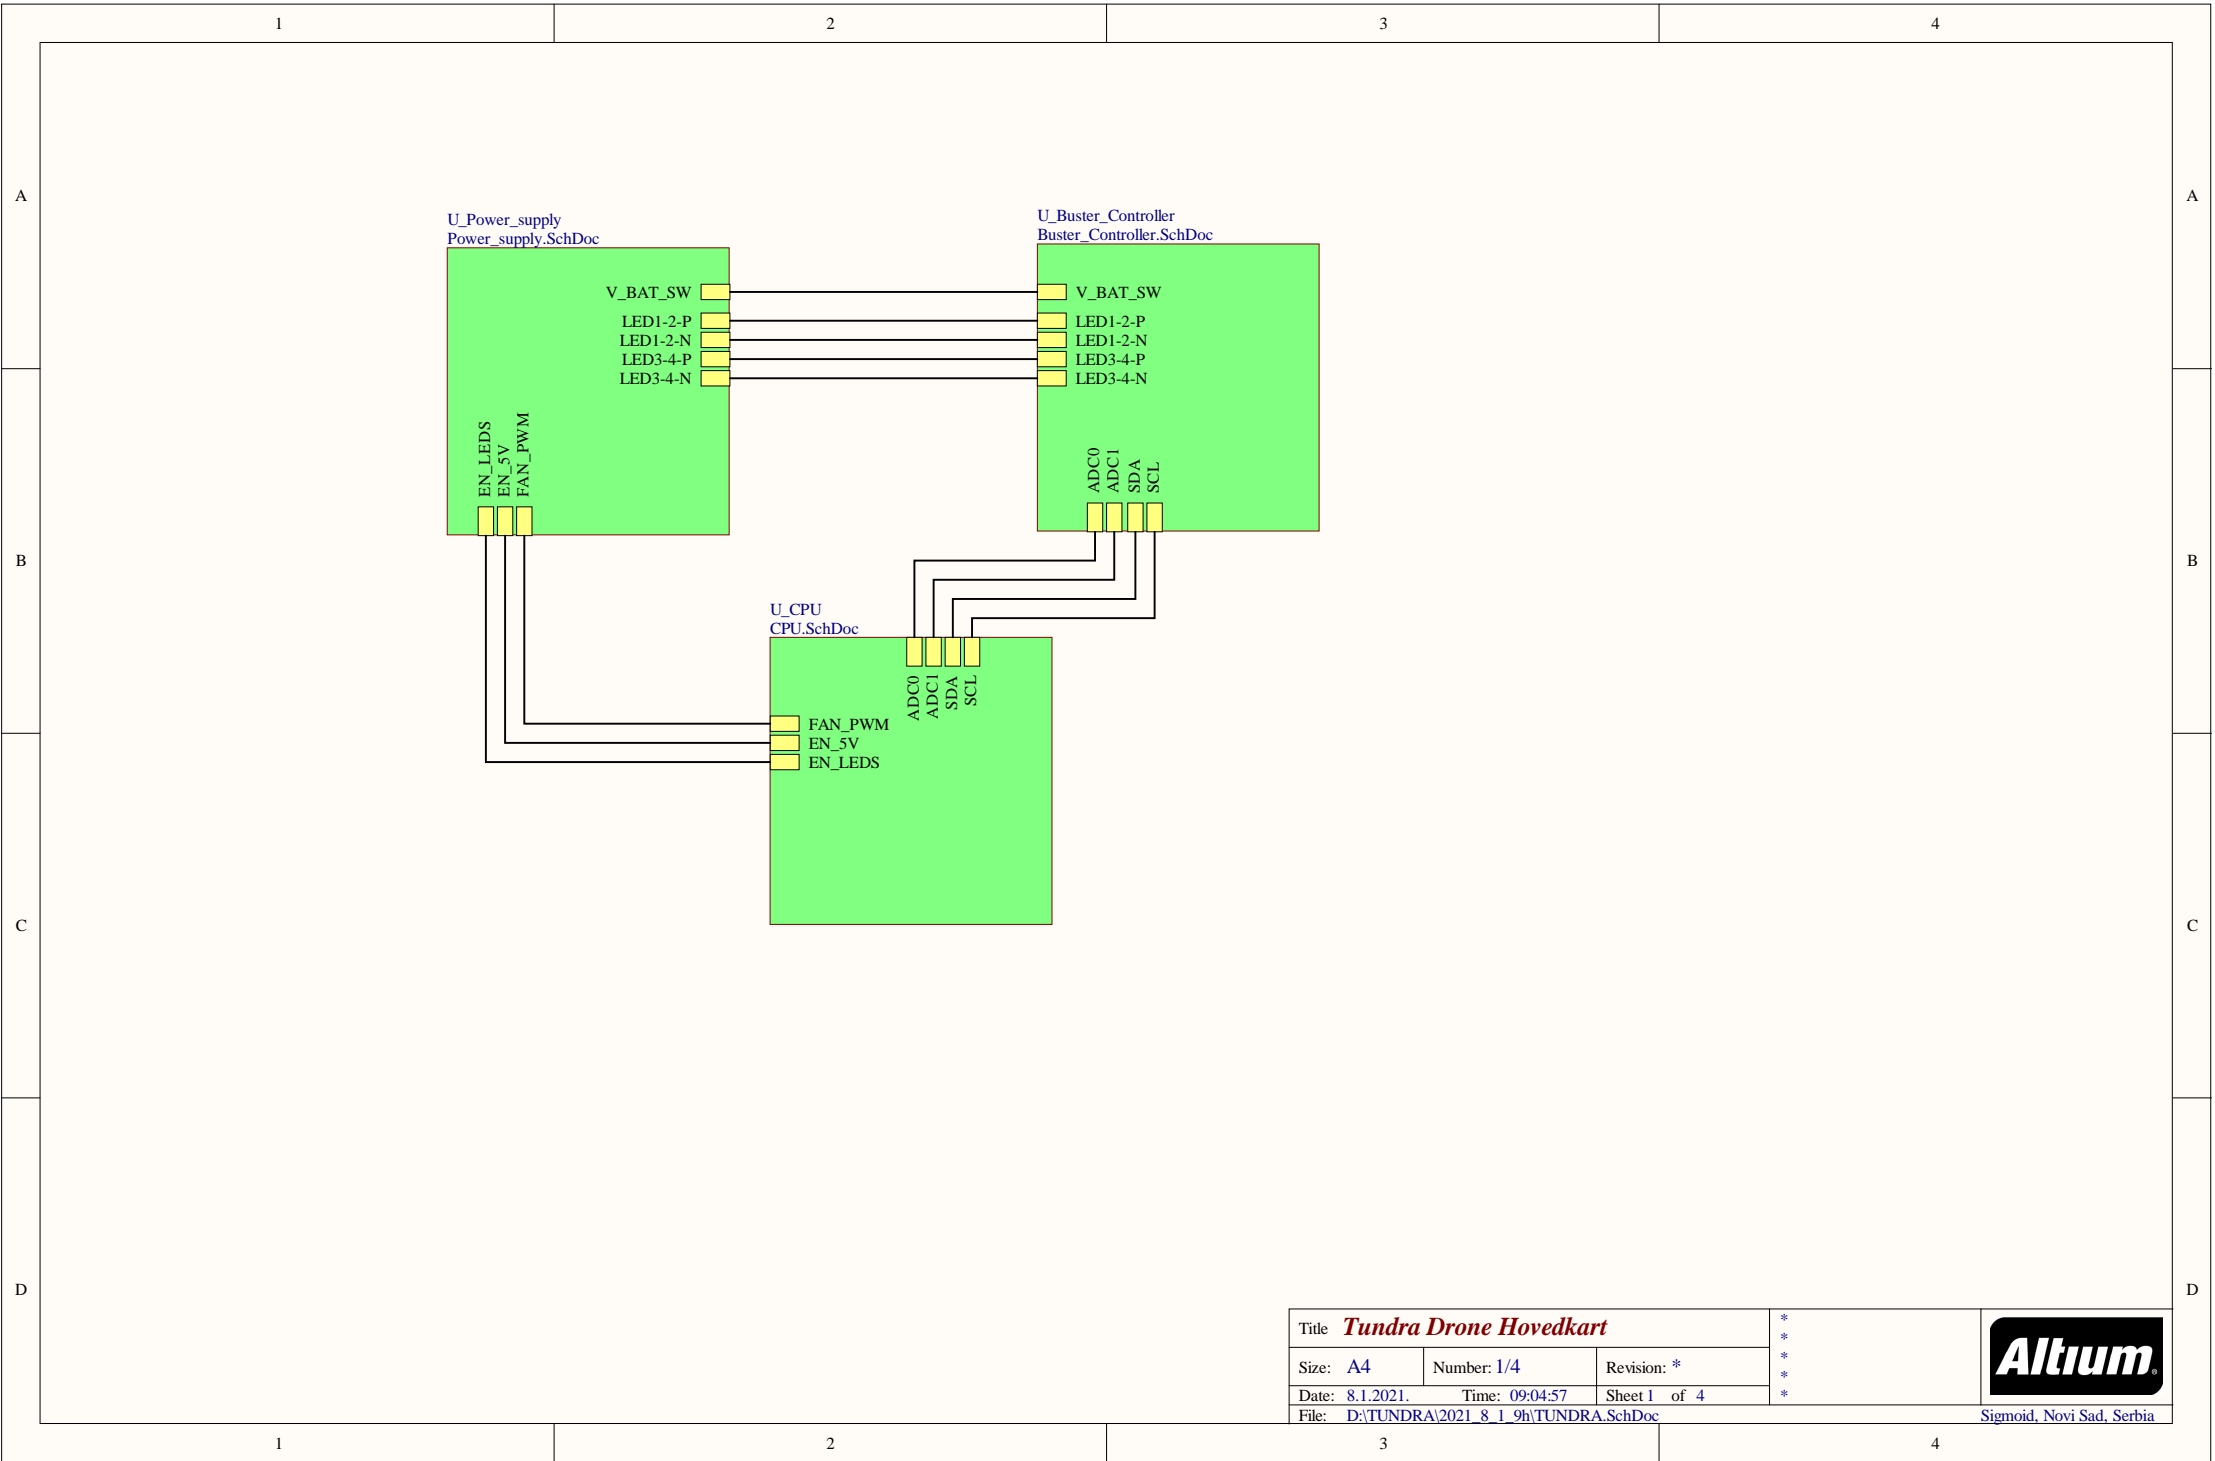 1 2 3 4
A A
U_Power_supply
Power_supply.SchDoc
V_BAT_SW
LED1-2-P
LED1-2-N
LED3-4-P
LED3-4-N
EN_LEDS
EN_5V
FAN_PWM
U_Buster_Controller
Buster_Controller.SchDoc
V_BAT_SW
LED1-2-P
LED1-2-N
LED3-4-P
LED3-4-N
ADC0
ADC1
SDA
SCL
B B
U_CPU
CPU.SchDoc
ADC0
ADC1
SDA
SCL
FAN_PWM
EN_5V
EN_LEDS
C C
D D
Title Tundra Drone Hovedkart
Size: A4 Number: 1/4 Revision: *
Date: 8.1.2021. Time: 09:04:57 Sheet 1 of 4
File: D:\TUNDRA\2021_8_1_9h\TUNDRA.SchDoc
*
*
*
*
*
Altium®
Sigmoid, Novi Sad, Serbia
1 2 3 4